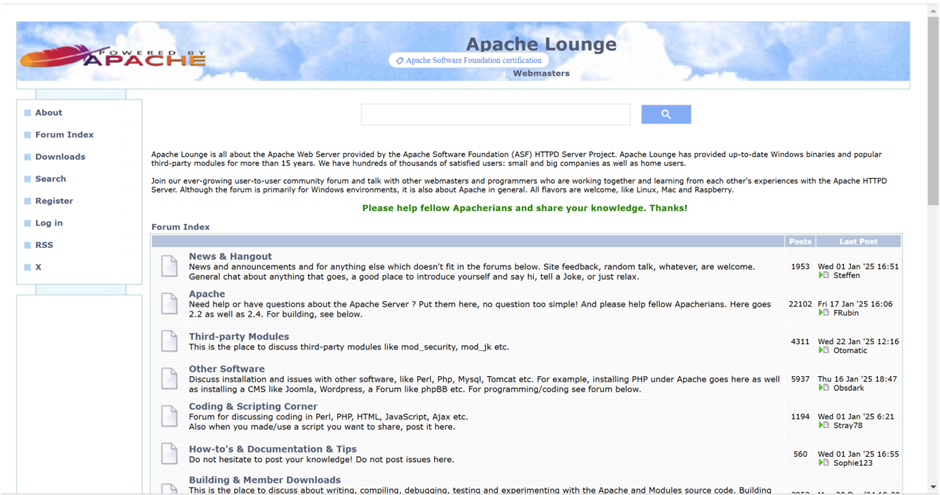 POWERED BY
APACHE
Apache Lounge
Apache Software Foundation certification
Webmasters
About
Forum Index
Downloads
Search
Register
Log in
RSS
X
Apache Lounge is all about the Apache Web Server provided by the Apache Software Foundation (ASF) HTTPD Server Project. Apache Lounge has provided up-to-date Windows binaries and popular
third-party modules for more than 15 years. We have hundreds of thousands of satisfied users: small and big companies as well as home users.
Join our ever-growing user-to-user community forum and talk with other webmasters and programmers who are working together and learning from each other's experiences with the Apache HTTPD
Server. Although the forum is primarily for Windows environments, it is also about Apache in general. All flavors are welcome, like Linux, Mac and Raspberry.
Please help fellow Apacherians and share your knowledge. Thanks!
Forum Index
Posts Last Post
News & Hangout
News and announcements and for anything else which doesn't fit in the forums below. Site feedback, random talk, whatever, are welcome.
General chat about anything that goes, a good place to introduce yourself and say hi, tell a Joke, or just relax.
1953 Wed 01 Jan '25 16:51
Steffen
Apache
Need help or have questions about the Apache Server ? Put them here, no question too simple! And please help fellow Apacherians. Here goes
2.2 as well as 2.4. For building, see below.
22102 Fri 17 Jan '25 16:06
FRubin
Third-party Modules
This is the place to discuss third-party modules like mod_security, mod_jk etc.
4311 Wed 22 Jan '25 12:16
Otomatic
Other Software
Discuss installation and issues with other software, like Perl, Php, Mysql, Tomcat etc. For example, installing PHP under Apache goes here as well
as installing a CMS like Joomla, Wordpress, a Forum like phpBB etc. For programming/coding see forum below.
5937 Thu 16 Jan '25 18:47
Obsdark
Coding & Scripting Corner
Forum for discussing coding in Perl, PHP, HTML, JavaScript, Ajax etc.
Also when you made/use a script you want to share, post it here.
1194 Wed 01 Jan '25 6:21
Stray78
How-to's & Documentation & Tips
Do not hesitate to post your knowledge! Do not post issues here.
560 Wed 01 Jan '25 16:55
Sophie123
Building & Member Downloads
This is the place to discuss about writing, compiling, debugging, testing and experimenting with the Apache and Modules source code. Building